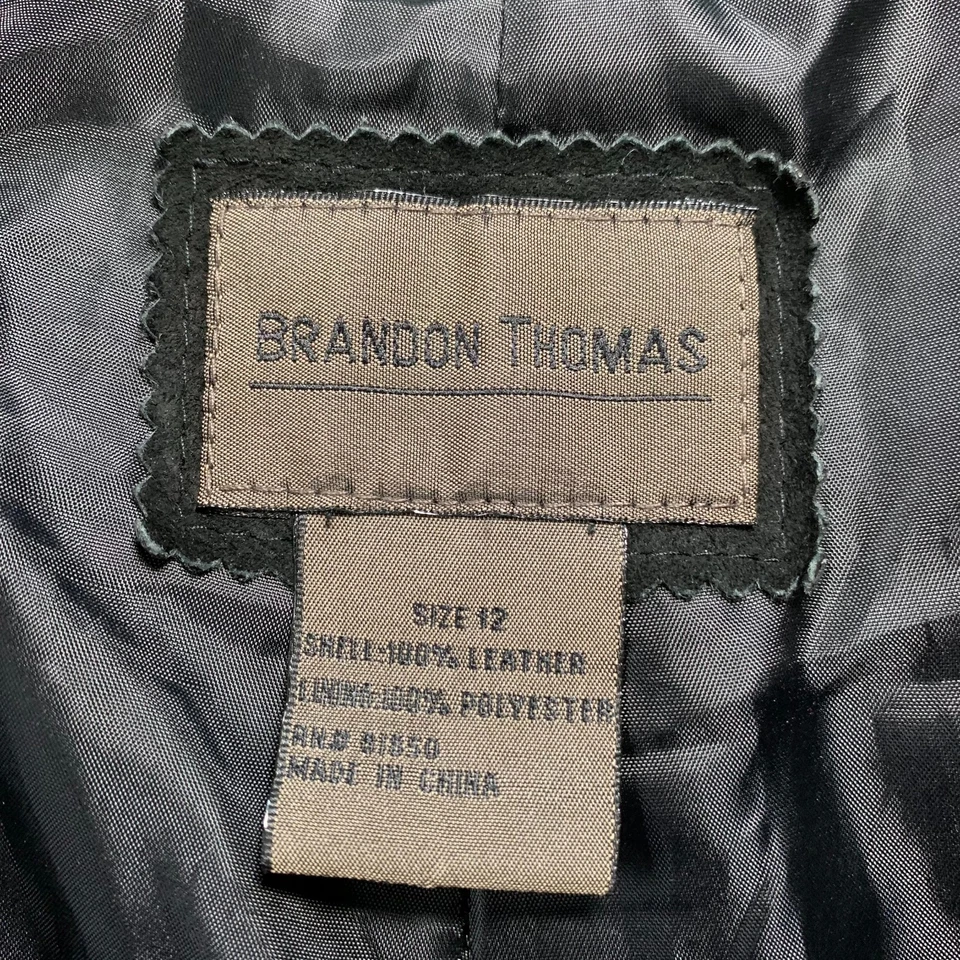 BRANDON THOMAS
SIZE 12
SHELL:100% LEATHER
LINING:100% POLYESTER
RN# 81850
MADE IN CHINA